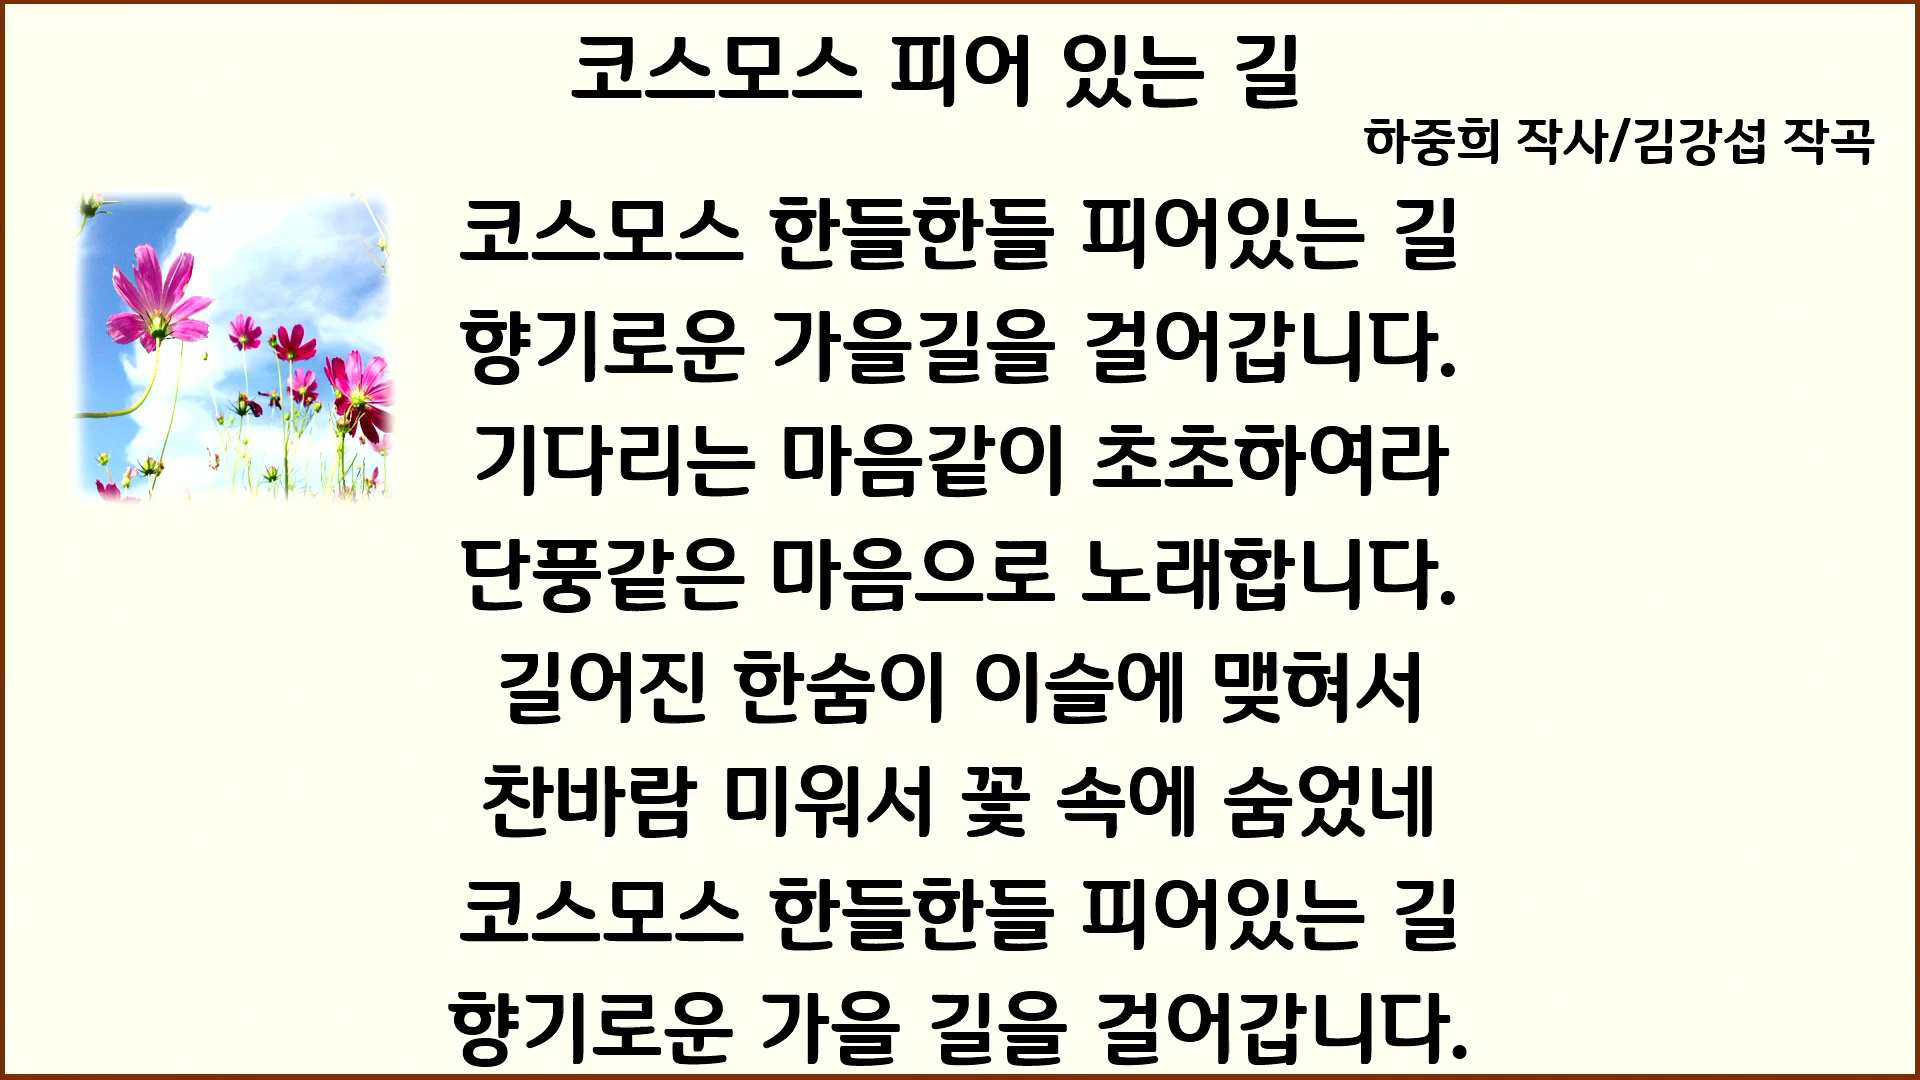 코스모스 피어 있는 길
하중희 작사/김강섭 작곡
코스모스 한들한들 피어있는 길
향기로운 가을길을 걸어갑니다.
기다리는 마음같이 초초하여라
단풍같은 마음으로 노래합니다.
길어진 한숨이 이슬에 맺혀서
찬바람 미워서 꽃 속에 숨었네
코스모스 한들한들 피어있는 길
향기로운 가을 길을 걸어갑니다.